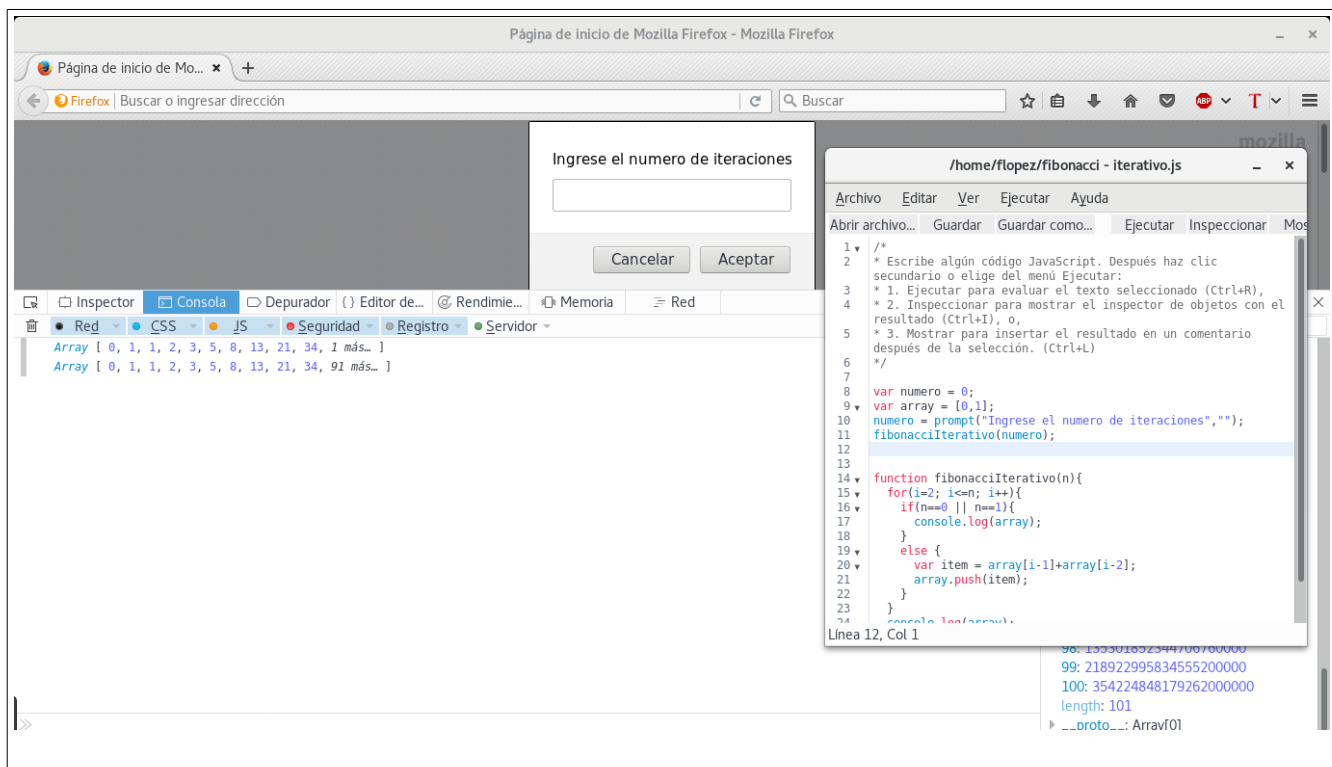 Página de inicio de Mozilla Firefox - Mozilla Firefox
Página de inicio de Mo...
Firefox Buscar o ingresar dirección
Buscar
ABP
T
mozilla
Ingrese el numero de iteraciones
Cancelar Aceptar
Inspector Consola Depurador {} Editor de... Rendimie... Memoria Red
Red CSS JS Seguridad Registro Servidor
Array [ 0, 1, 1, 2, 3, 5, 8, 13, 21, 34, 1 más… ]
Array [ 0, 1, 1, 2, 3, 5, 8, 13, 21, 34, 91 más… ]
/home/flopez/fibonacci - iterativo.js
Archivo Editar Ver Ejecutar Ayuda
Abrir archivo... Guardar Guardar como... Ejecutar Inspeccionar Mos
1 /*
2 * Escribe algún código JavaScript. Después haz clic
secundario o elige del menú Ejecutar:
3 * 1. Ejecutar para evaluar el texto seleccionado (Ctrl+R),
4 * 2. Inspeccionar para mostrar el inspector de objetos con el
resultado (Ctrl+I), o,
5 * 3. Mostrar para insertar el resultado en un comentario
después de la selección. (Ctrl+L)
6 */
7
8 var numero = 0;
9 var array = [0,1];
10 numero = prompt("Ingrese el numero de iteraciones","");
11 fibonacciIterativo(numero);
12
13
14 function fibonacciIterativo(n){
15 for(i=2; i<=n; i++){
16 if(n==0 || n==1){
17 console.log(array);
18 }
19 else {
20 var item = array[i-1]+array[i-2];
21 array.push(item);
22 }
23 }
24 console.log(array);
Línea 12, Col 1
98: 135301852344706760000
99: 218922995834555200000
100: 354224848179262000000
length: 101
__proto__: Array[0]